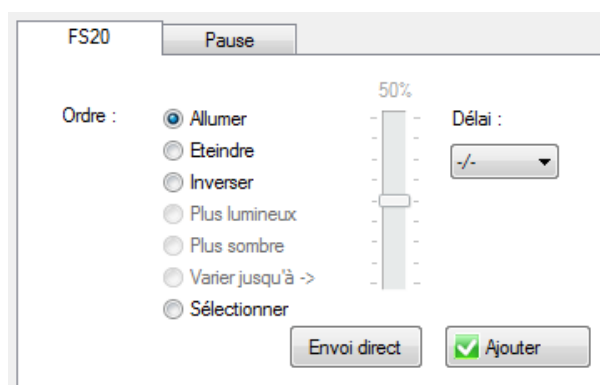 FS20 Pause
50%
Ordre : Allumer Délai :
Eteindre -/-
Inverser
Plus lumineux
Plus sombre
Varier jusqu'à ->
Sélectionner
Envoi direct Ajouter